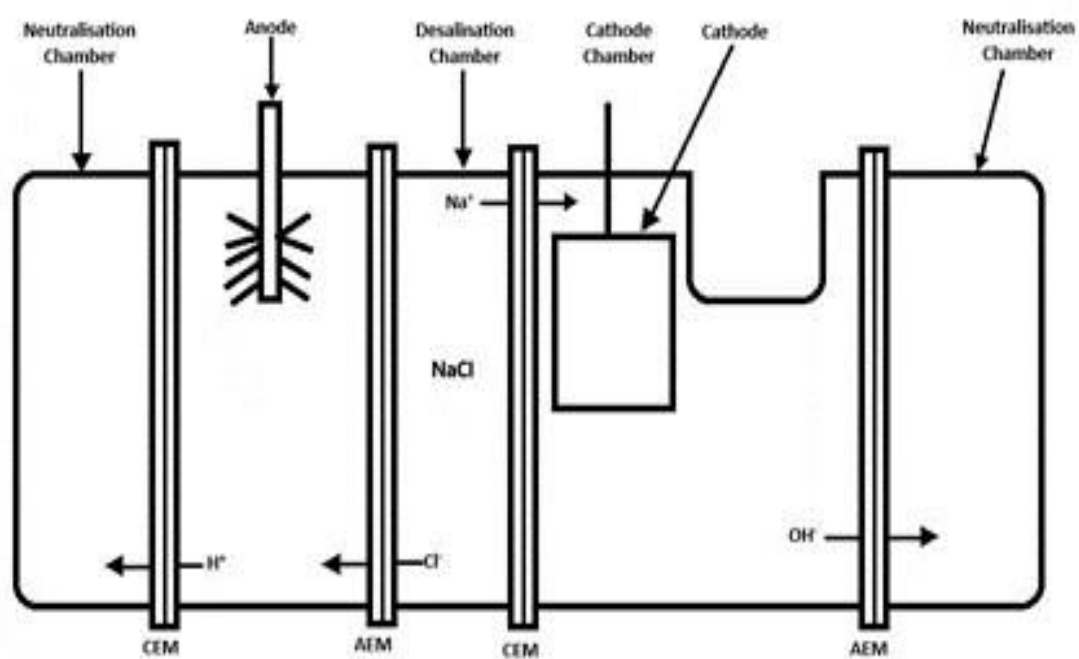 Neutralisation
Chamber
Anode
Desalination
Chamber
Cathode
Chamber
Cathode
Neutralisation
Chamber
Na⁺
NaCl
H⁺
Cl⁻
OH⁻
CEM
AEM
CEM
AEM